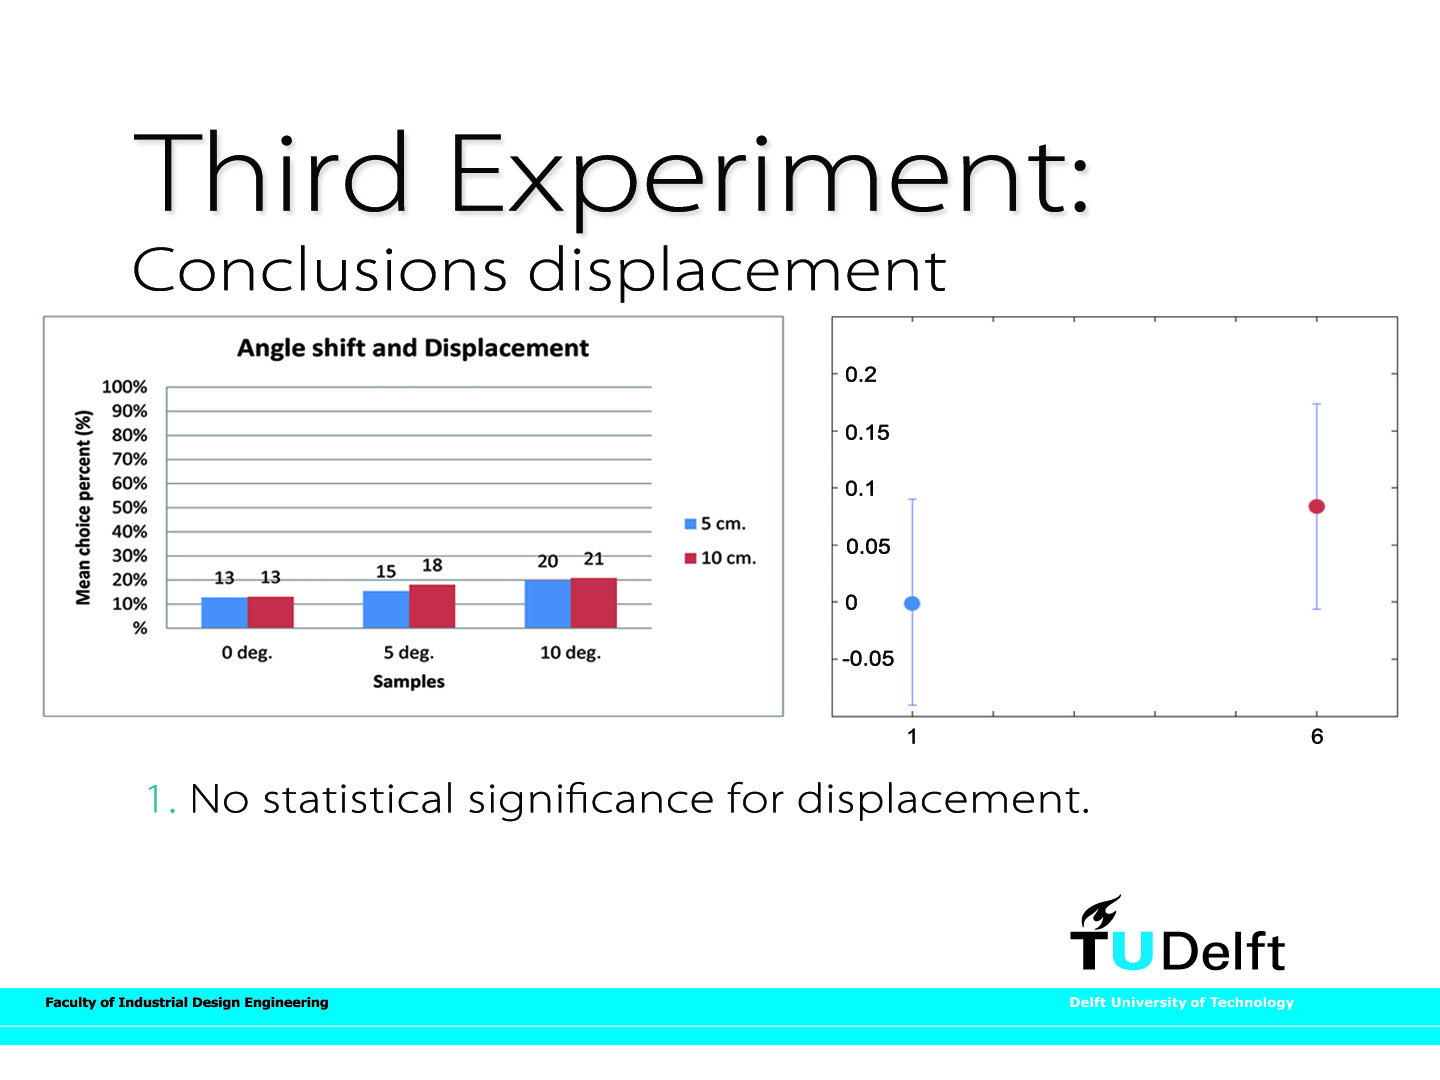 Third Experiment:
Conclusions displacement
Angle shift and Displacement
Mean choice percent (%)
100%
90%
80%
70%
60%
50%
40%
30%
20%
10%
%
13 13 15 18 20 21
0 deg. 5 deg. 10 deg.
Samples
5 cm.
10 cm.
0.2
0.15
0.1
0.05
0
-0.05
1 6
1. No statistical significance for displacement.
TUDelft
Faculty of Industrial Design Engineering
Delft University of Technology